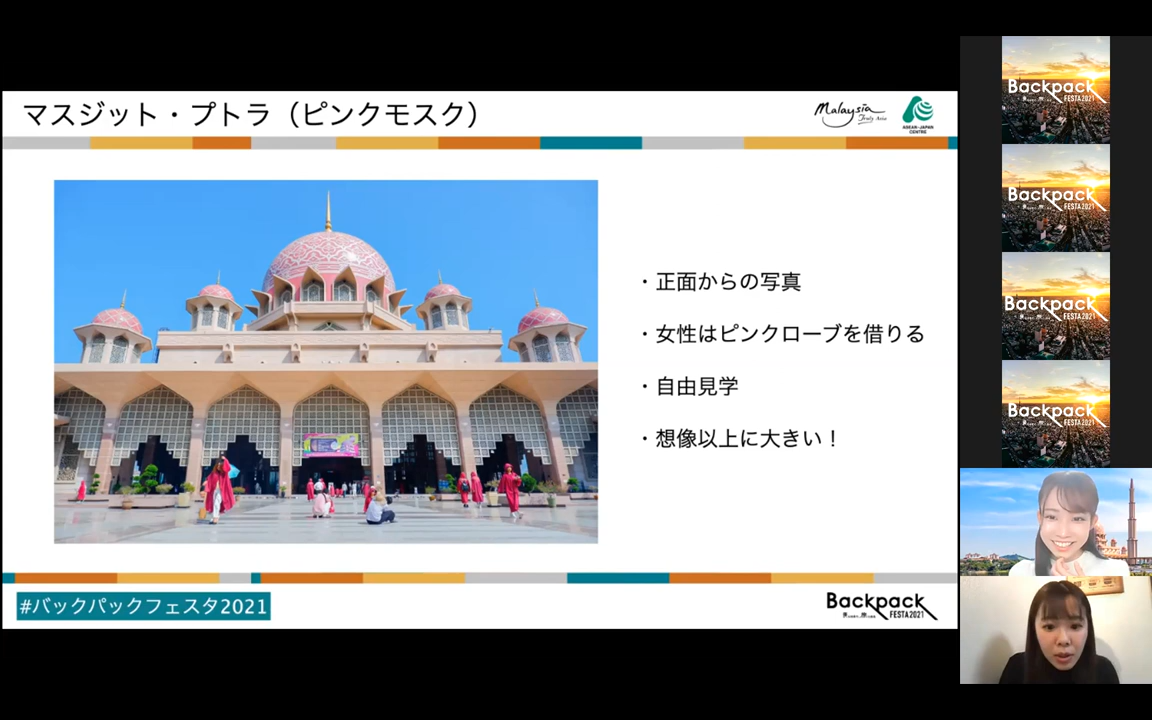 マスジット・プトラ（ピンクモスク）
Malaysia
Truly Asia
ASEAN-JAPAN
CENTRE
・正面からの写真
・女性はピンクローブを借りる
・自由見学
・想像以上に大きい！
#バックパックフェスタ2021
Backpack
FESTA2021
Backpack
FESTA2021
Backpack
FESTA2021
Backpack
FESTA2021
Backpack
FESTA2021